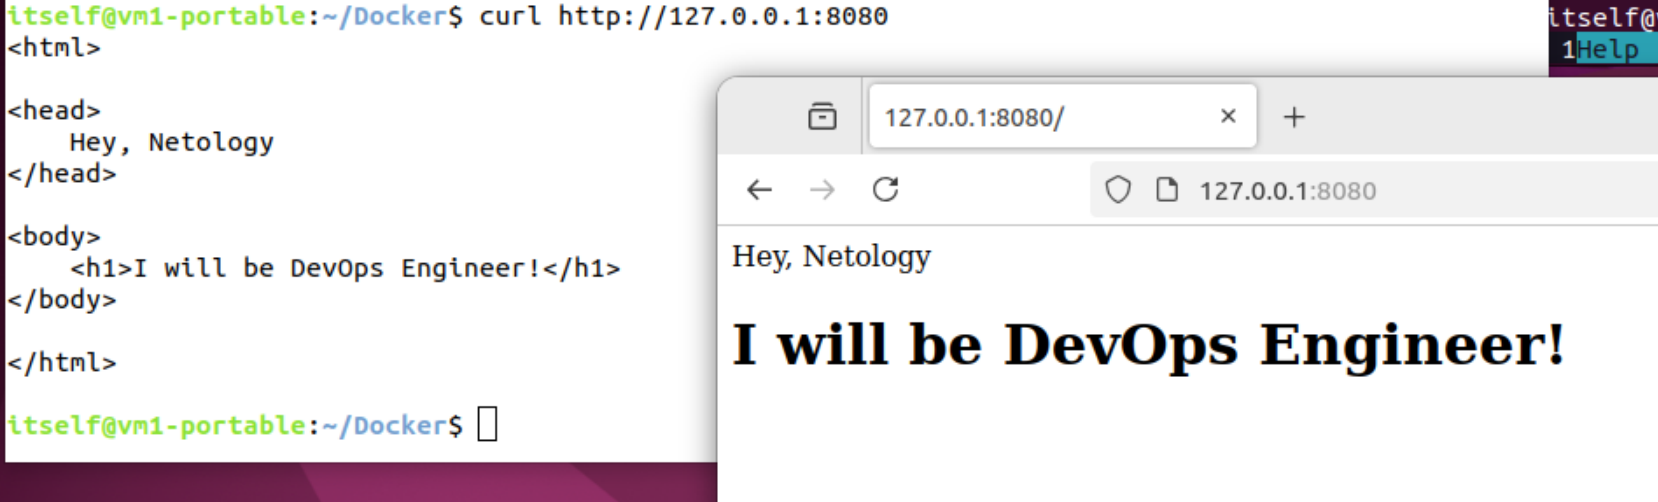 itself@vm1-portable:~/Docker$ curl http://127.0.0.1:8080
<html>
<head>
    Hey, Netology
</head>
<body>
    <h1>I will be DevOps Engineer!</h1>
</body>
</html>
itself@vm1-portable:~/Docker$
itself@
1Help
127.0.0.1:8080/
127.0.0.1:8080
Hey, Netology
I will be DevOps Engineer!